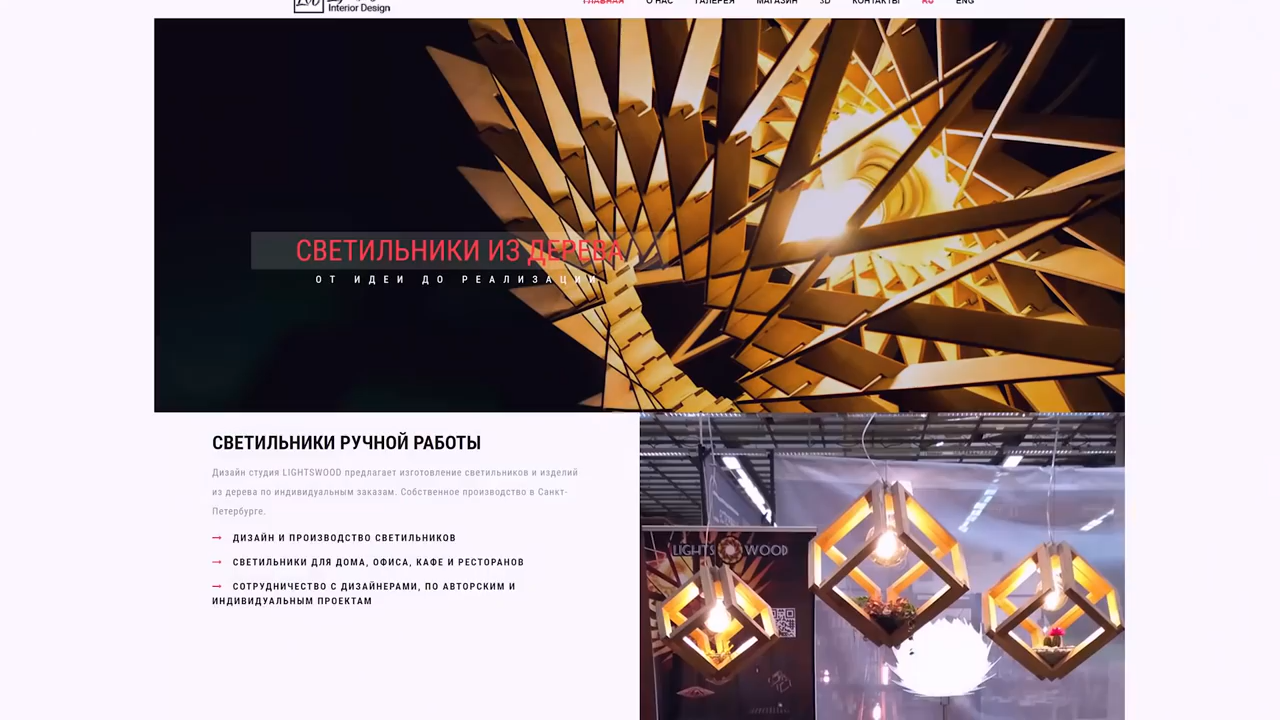 Interior Design
ГЛАВНАЯ О НАС ГАЛЕРЕЯ МАГАЗИН 3D КОНТАКТЫ RU ENG
СВЕТИЛЬНИКИ ИЗ ДЕРЕВА
ОТ ИДЕИ ДО РЕАЛИЗАЦИИ
СВЕТИЛЬНИКИ РУЧНОЙ РАБОТЫ
Дизайн студия LIGHTSWOOD предлагает изготовление светильников и изделий
из дерева по индивидуальным заказам. Собственное производство в Санкт-
Петербурге.
ДИЗАЙН И ПРОИЗВОДСТВО СВЕТИЛЬНИКОВ
СВЕТИЛЬНИКИ ДЛЯ ДОМА, ОФИСА, КАФЕ И РЕСТОРАНОВ
СОТРУДНИЧЕСТВО С ДИЗАЙНЕРАМИ, ПО АВТОРСКИМ И
ИНДИВИДУАЛЬНЫМ ПРОЕКТАМ
LIGHTS WOOD